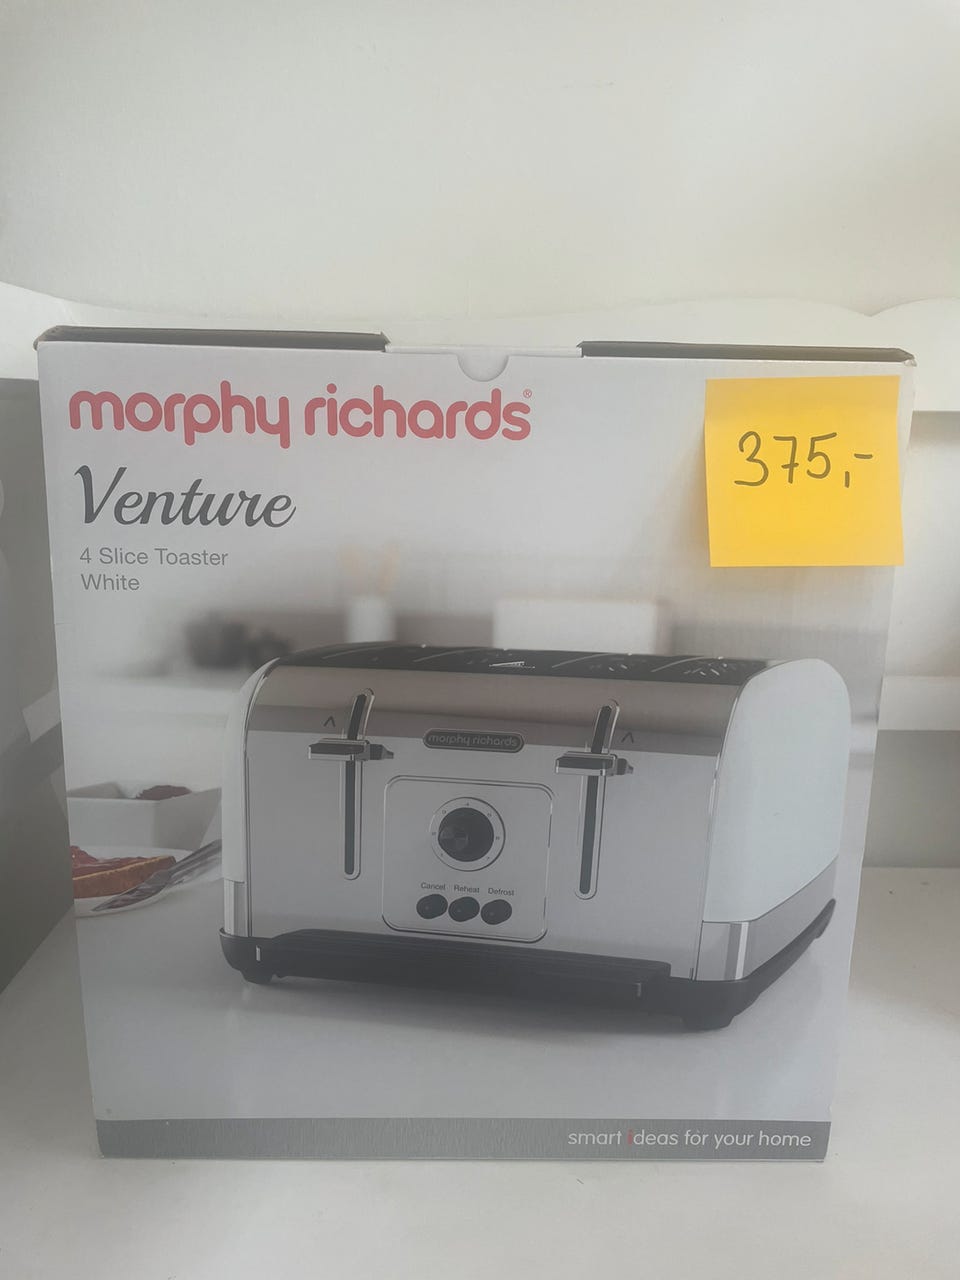 morphy richards®
Venture
4 Slice Toaster
White
375,-
morphy richards
Cancel Reheat Defrost
smart ideas for your home